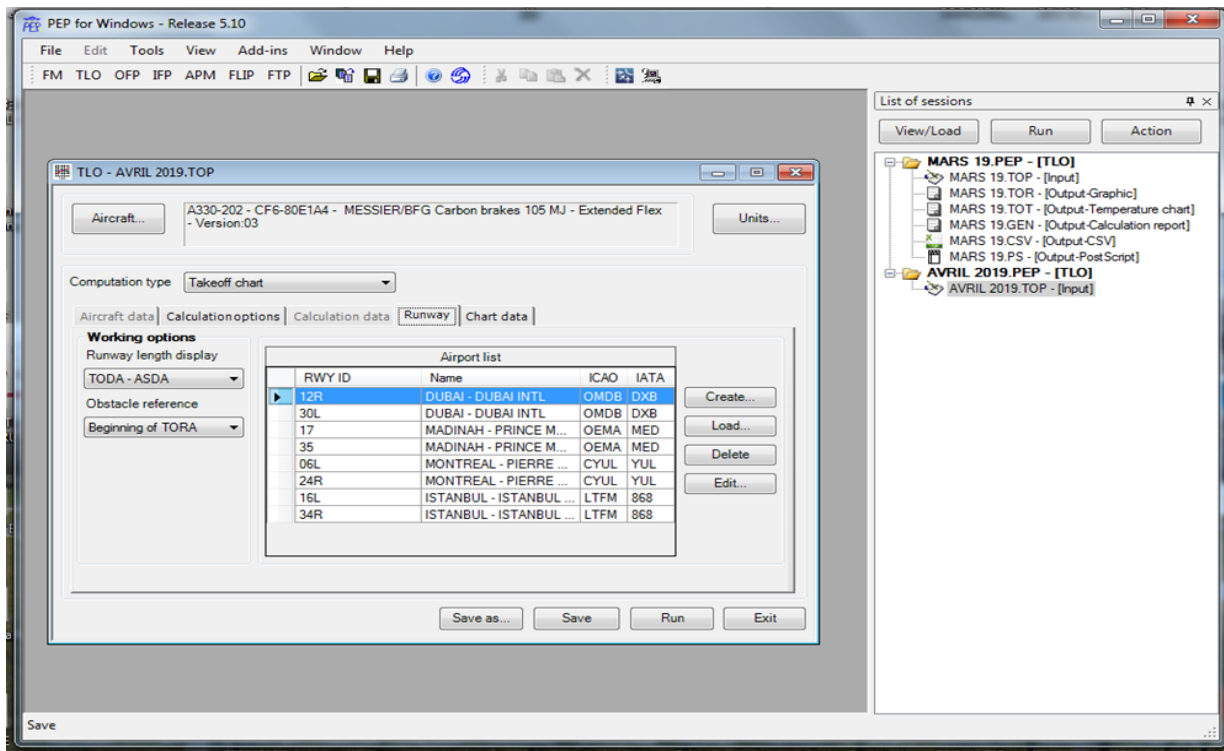 PEP for Windows - Release 5.10
File Edit Tools View Add-ins Window Help
FM TLO OFP IFP APM FLIP FTP
TLO - AVRIL 2019.TOP
Aircraft...
A330-202 - CF6-80E1A4 - MESSIER/BFG Carbon brakes 105 MJ - Extended Flex
- Version:03
Units...
Computation type Takeoff chart
Aircraft data Calculation options Calculation data Runway Chart data
Working options
Runway length display
TODA - ASDA
Obstacle reference
Beginning of TORA
Airport list
RWY ID Name ICAO IATA
12R DUBAI - DUBAI INTL OMDB DXB
30L DUBAI - DUBAI INTL OMDB DXB
17 MADINAH - PRINCE M... OEMA MED
35 MADINAH - PRINCE M... OEMA MED
06L MONTREAL - PIERRE ... CYUL YUL
24R MONTREAL - PIERRE ... CYUL YUL
16L ISTANBUL - ISTANBUL ... LTFM 868
34R ISTANBUL - ISTANBUL ... LTFM 868
Create...
Load...
Delete
Edit...
Save as... Save Run Exit
List of sessions
View/Load Run Action
MARS 19.PEP - [TLO]
MARS 19.TOP - [Input]
MARS 19.TOR - [Output-Graphic]
MARS 19.TOT - [Output-Temperature chart]
MARS 19.GEN - [Output-Calculation report]
MARS 19.CSV - [Output-CSV]
MARS 19.PS - [Output-PostScript]
AVRIL 2019.PEP - [TLO]
AVRIL 2019.TOP - [Input]
Save